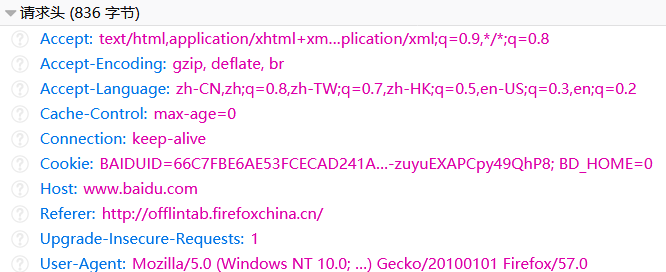 请求头 (836 字节)
Accept: text/html,application/xhtml+xm...plication/xml;q=0.9,*/*;q=0.8
Accept-Encoding: gzip, deflate, br
Accept-Language: zh-CN,zh;q=0.8,zh-TW;q=0.7,zh-HK;q=0.5,en-US;q=0.3,en;q=0.2
Cache-Control: max-age=0
Connection: keep-alive
Cookie: BAIDUID=66C7FBE6AE53FCECAD241A...-zuyuEXAPCpy49QhP8; BD_HOME=0
Host: www.baidu.com
Referer: http://offlintab.firefoxchina.cn/
Upgrade-Insecure-Requests: 1
User-Agent: Mozilla/5.0 (Windows NT 10.0; ...) Gecko/20100101 Firefox/57.0